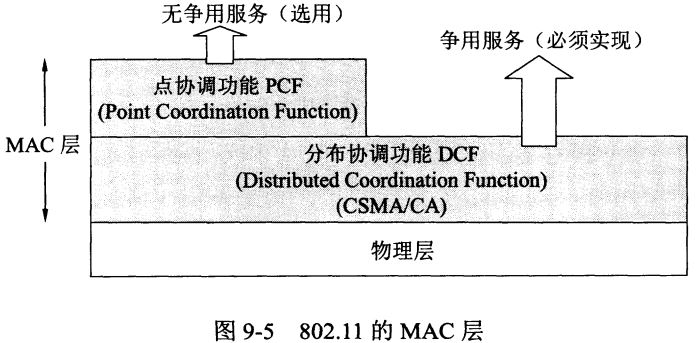 无争用服务（选用）
争用服务（必须实现）
点协调功能 PCF
(Point Coordination Function)
MAC 层
分布协调功能 DCF
(Distributed Coordination Function)
(CSMA/CA)
物理层
图 9-5 802.11 的 MAC 层